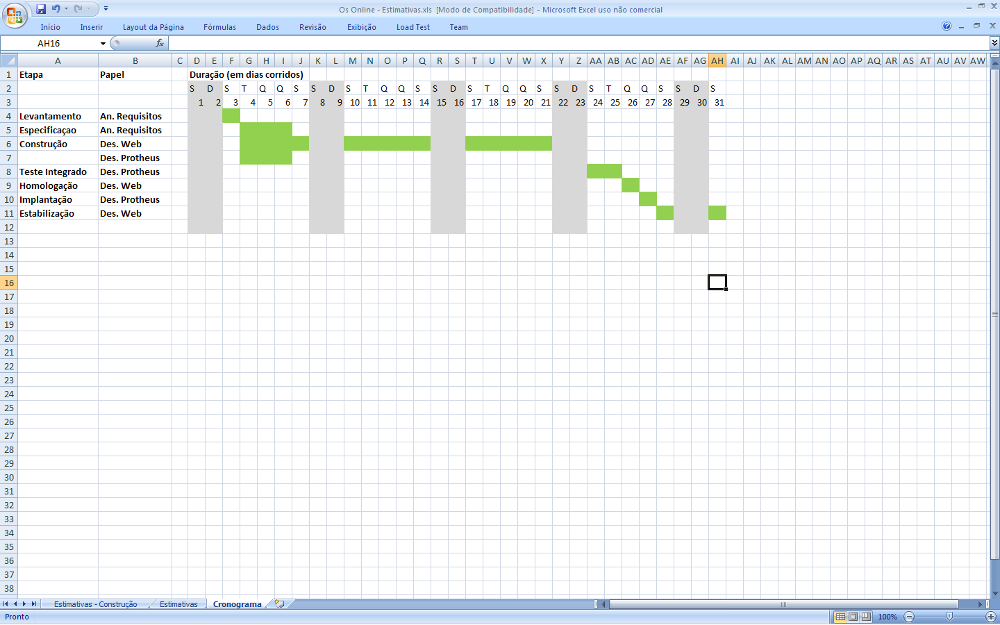 Os Online - Estimativas.xls [Modo de Compatibilidade] - Microsoft Excel uso não comercial
Início Inserir Layout da Página Fórmulas Dados Revisão Exibição Load Test Team
AH16 fx
A B C D E F G H I J K L M N O P Q R S T U V W X Y Z AA AB AC AD AE AF AG AH AI AJ AK AL AM AN AO AP AQ AR AS AT AU AV AW
1 Etapa Papel Duração (em dias corridos)
2 S D S T Q Q S S D S T Q Q S S D S T Q Q S S D S T Q Q S S D S
3 1 2 3 4 5 6 7 8 9 10 11 12 13 14 15 16 17 18 19 20 21 22 23 24 25 26 27 28 29 30 31
4 Levantamento An. Requisitos
5 Especificaçao An. Requisitos
6 Construção Des. Web
7 Des. Protheus
8 Teste Integrado Des. Protheus
9 Homologação Des. Web
10 Implantação Des. Protheus
11 Estabilização Des. Web
12
13
14
15
16
17
18
19
20
21
22
23
24
25
26
27
28
29
30
31
32
33
34
35
36
37
38
Estimativas - Construção Estimativas Cronograma
Pronto 100%